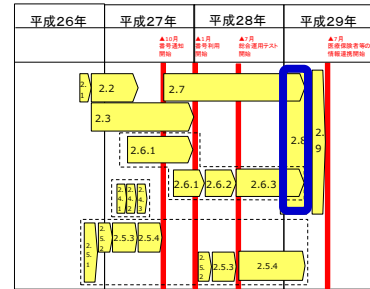 平成26年 平成27年 平成28年 平成29年
▲10月 ▲1月 ▲7月 ▲7月
番号通知 番号利用 総合運用テスト 医療保険者等の
開始 開始 開始 情報連携開始
2.1 2.2 2.7 2.8 2.9
2.3
2.6.1
2.6.1 2.6.2 2.6.3
2.4.1 2.4.2 2.4.3
2.5.1 2.5.2 2.5.3 2.5.4
2.5.2 2.5.3 2.5.4